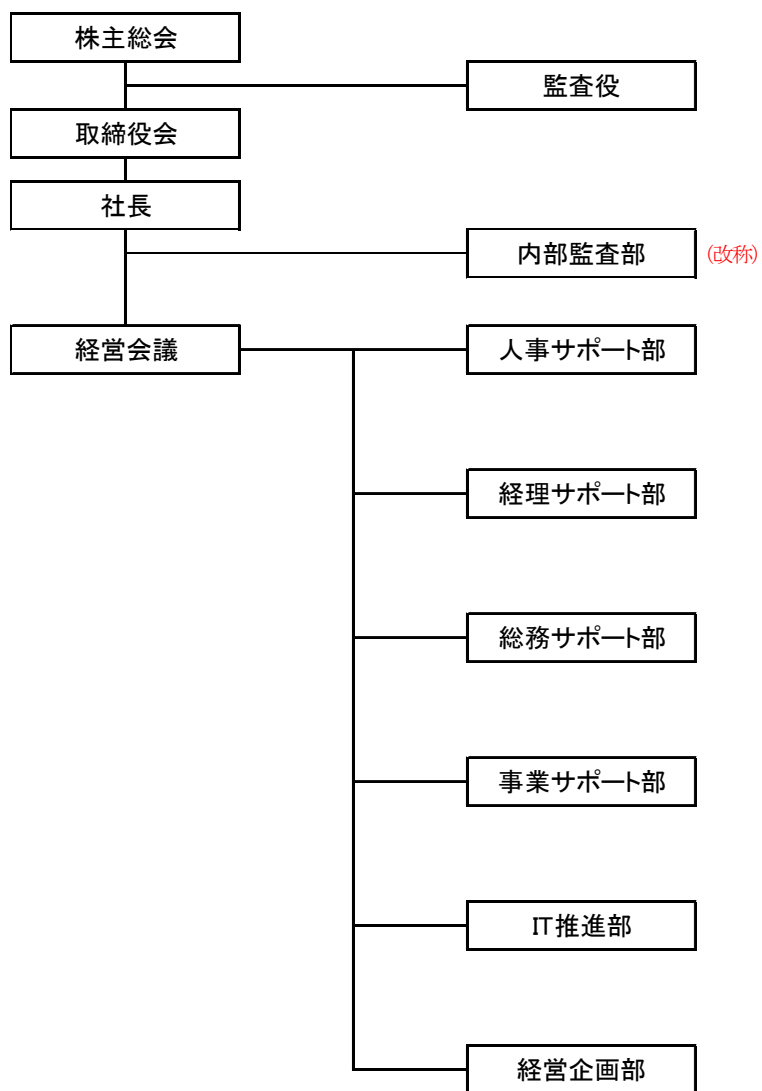 株主総会
監査役
取締役会
社長
内部監査部 (改称)
経営会議
人事サポート部
経理サポート部
総務サポート部
事業サポート部
IT推進部
経営企画部